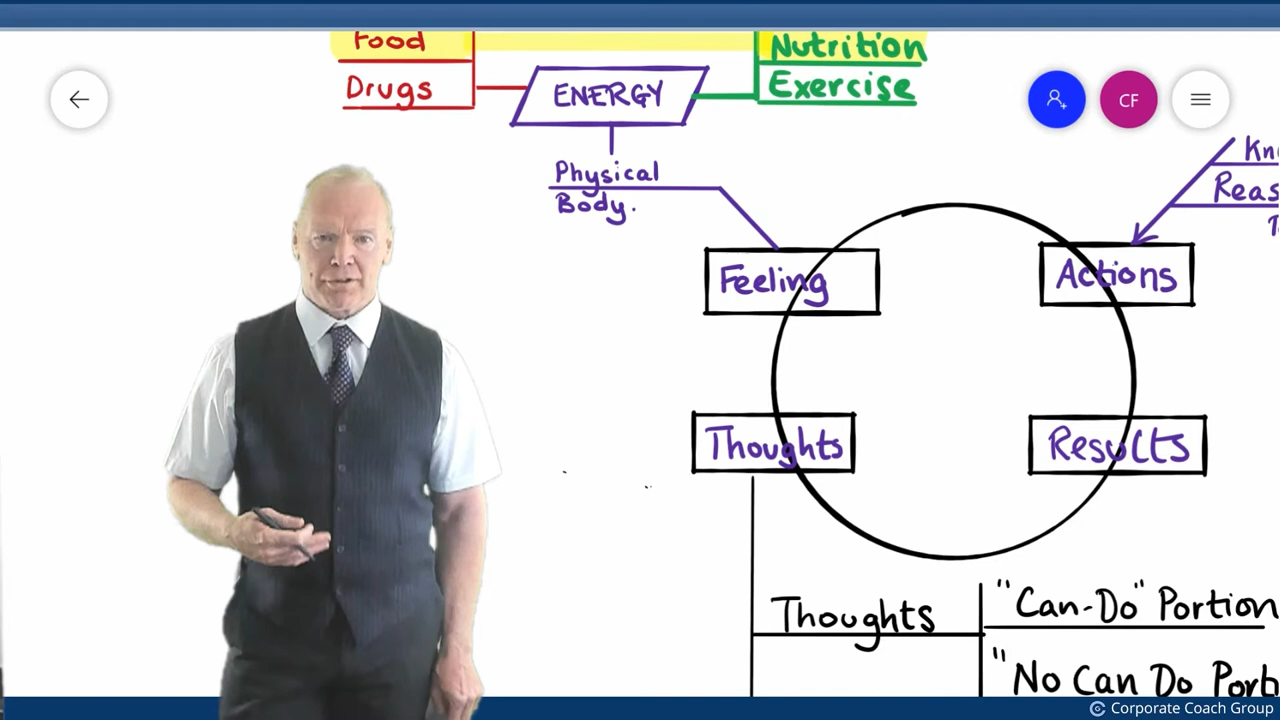 Food
Nutrition
Drugs
ENERGY
Exercise
CF
Physical
Body.
Feeling
Actions
Thoughts
Results
Thoughts
"Can-Do" Portion
"No Can Do
Corporate Coach Group